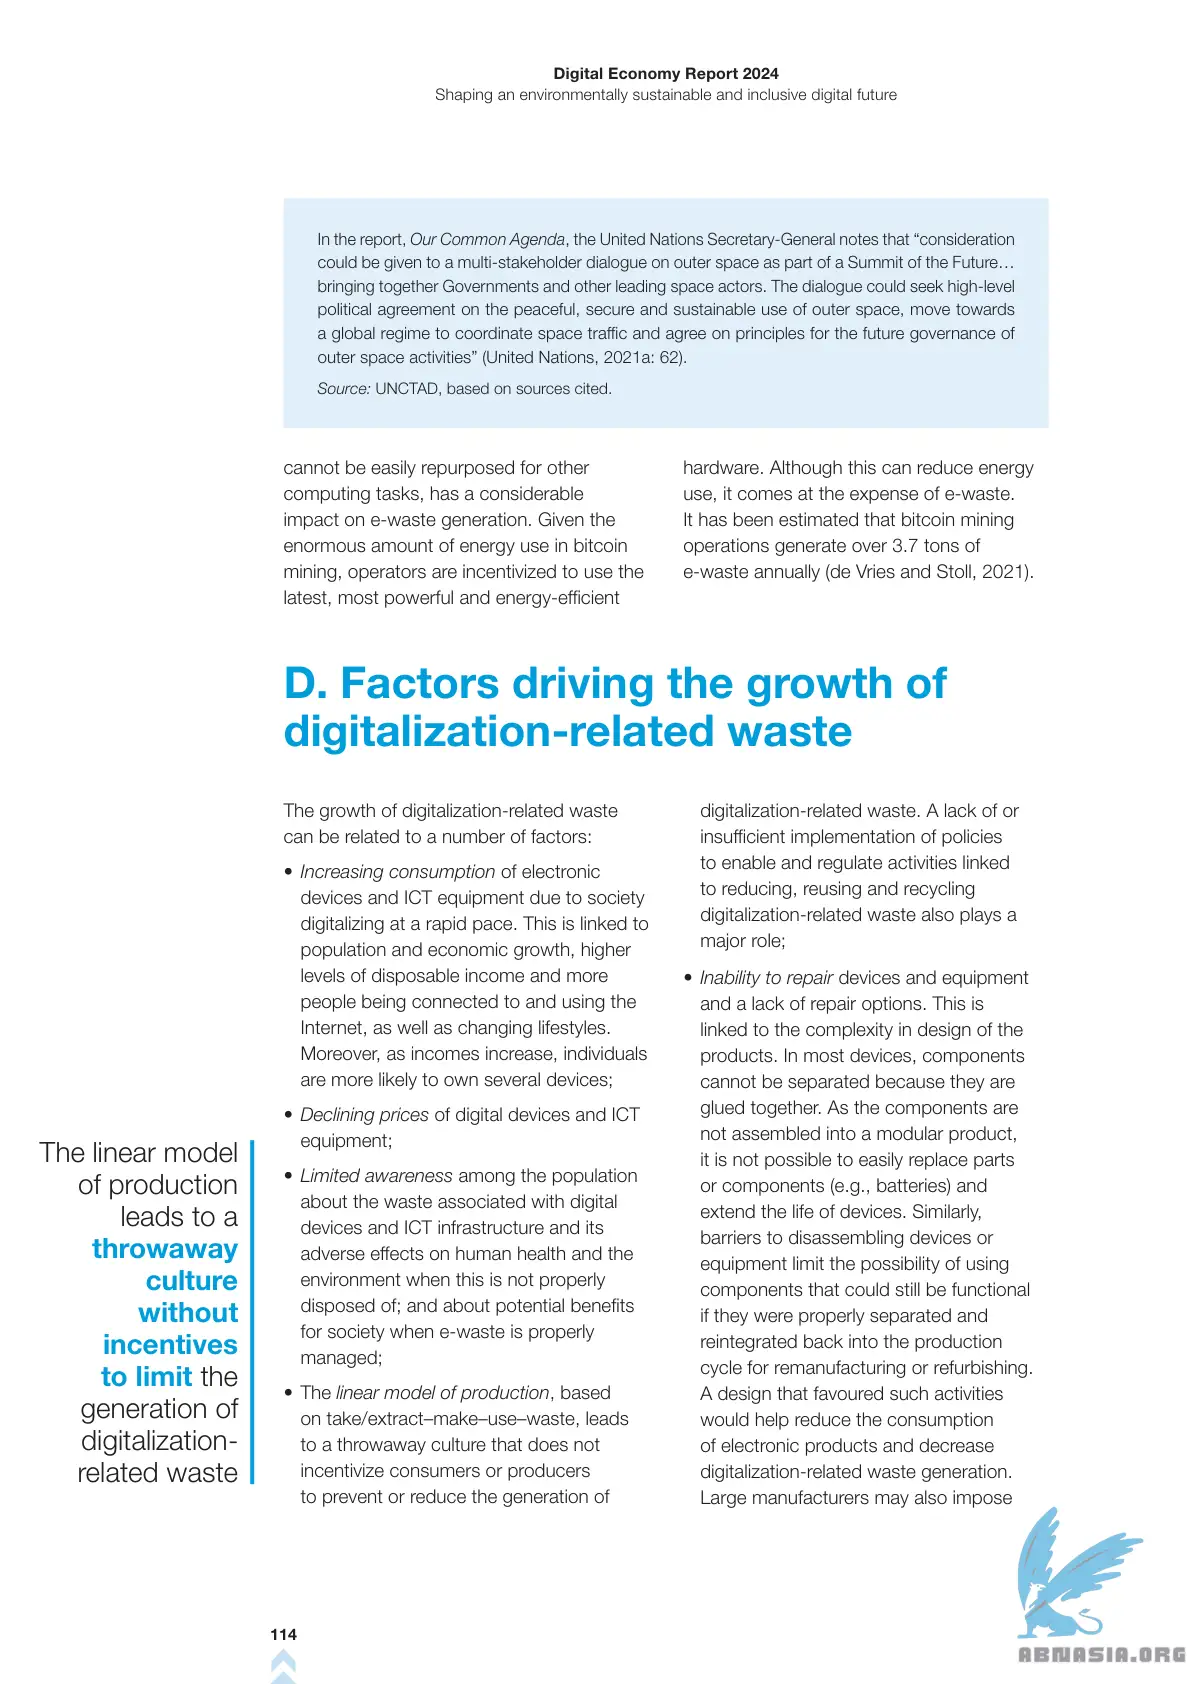 Digital Economy Report 2024
Shaping an environmentally sustainable and inclusive digital future
In the report, Our Common Agenda, the United Nations Secretary-General notes that “consideration
could be given to a multi-stakeholder dialogue on outer space as part of a Summit of the Future…
bringing together Governments and other leading space actors. The dialogue could seek high-level
political agreement on the peaceful, secure and sustainable use of outer space, move towards
a global regime to coordinate space traffic and agree on principles for the future governance of
outer space activities” (United Nations, 2021a: 62).
Source: UNCTAD, based on sources cited.
cannot be easily repurposed for other
computing tasks, has a considerable
impact on e-waste generation. Given the
enormous amount of energy use in bitcoin
mining, operators are incentivized to use the
latest, most powerful and energy-efficient
hardware. Although this can reduce energy
use, it comes at the expense of e-waste.
It has been estimated that bitcoin mining
operations generate over 3.7 tons of
e-waste annually (de Vries and Stoll, 2021).
D. Factors driving the growth of
digitalization-related waste
The growth of digitalization-related waste
can be related to a number of factors:
• Increasing consumption of electronic
devices and ICT equipment due to society
digitalizing at a rapid pace. This is linked to
population and economic growth, higher
levels of disposable income and more
people being connected to and using the
Internet, as well as changing lifestyles.
Moreover, as incomes increase, individuals
are more likely to own several devices;
• Declining prices of digital devices and ICT
equipment;
• Limited awareness among the population
about the waste associated with digital
devices and ICT infrastructure and its
adverse effects on human health and the
environment when this is not properly
disposed of; and about potential benefits
for society when e-waste is properly
managed;
• The linear model of production, based
on take/extract–make–use–waste, leads
to a throwaway culture that does not
incentivize consumers or producers
to prevent or reduce the generation of
digitalization-related waste. A lack of or
insufficient implementation of policies
to enable and regulate activities linked
to reducing, reusing and recycling
digitalization-related waste also plays a
major role;
• Inability to repair devices and equipment
and a lack of repair options. This is
linked to the complexity in design of the
products. In most devices, components
cannot be separated because they are
glued together. As the components are
not assembled into a modular product,
it is not possible to easily replace parts
or components (e.g., batteries) and
extend the life of devices. Similarly,
barriers to disassembling devices or
equipment limit the possibility of using
components that could still be functional
if they were properly separated and
reintegrated back into the production
cycle for remanufacturing or refurbishing.
A design that favoured such activities
would help reduce the consumption
of electronic products and decrease
digitalization-related waste generation.
Large manufacturers may also impose
The linear model
of production
leads to a
throwaway
culture
without
incentives
to limit the
generation of
digitalization-
related waste
114
ABNASIA.ORG